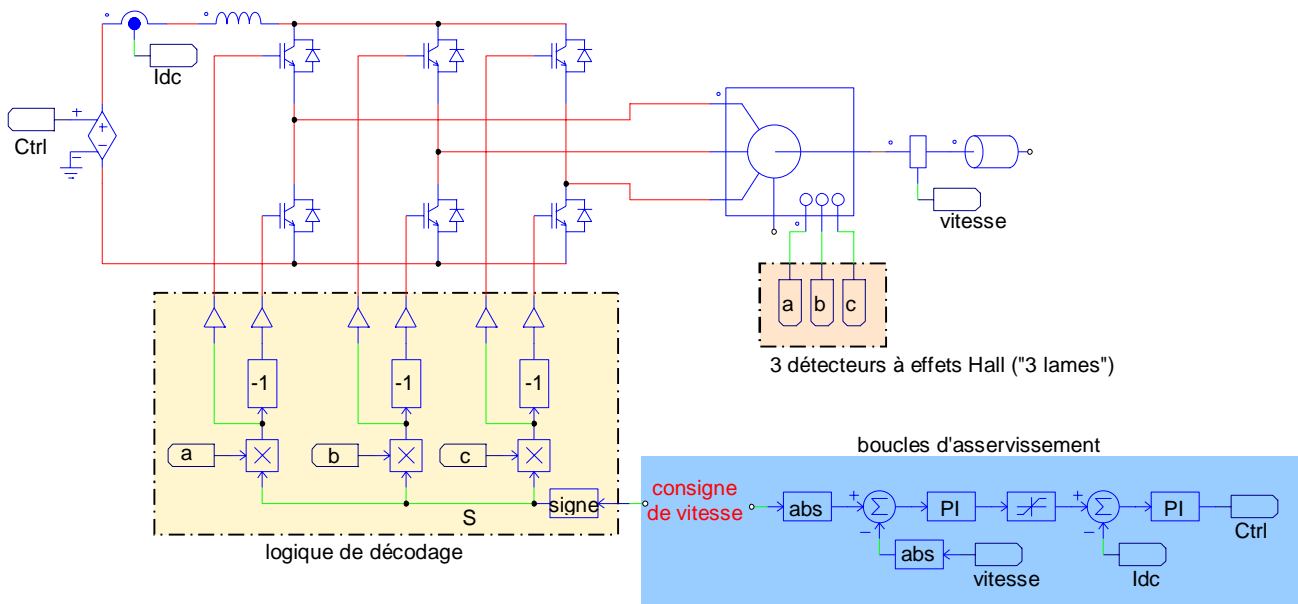 Idc
Ctrl
vitesse
a
b
c
3 détecteurs à effets Hall ("3 lames")
-1
-1
-1
a
b
c
signe
S
logique de décodage
boucles d'asservissement
consigne
de vitesse
abs
+
Σ
−
PI
+
Σ
−
PI
Ctrl
abs
vitesse
Idc